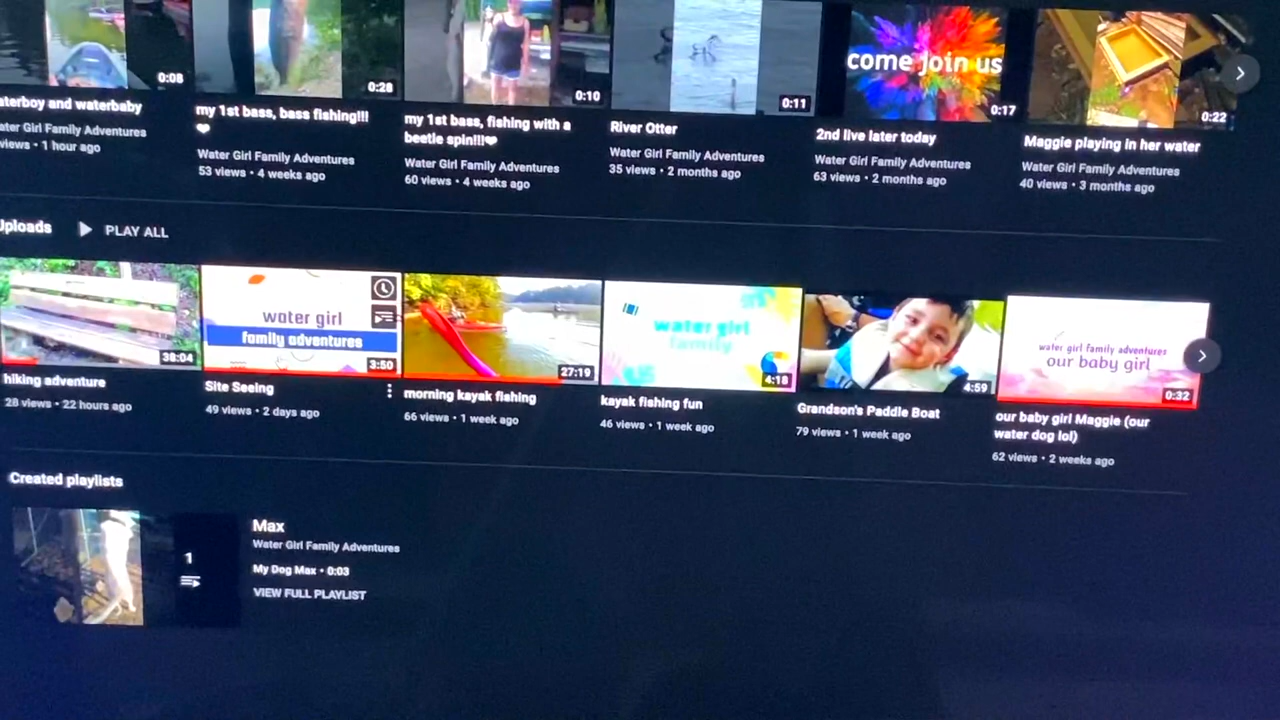 0:08
0:28
0:10
0:11
come join us
0:17
0:22
aterboy and waterbaby
ater Girl Family Adventures
views • 1 hour ago
my 1st bass, bass fishing!!!
❤
Water Girl Family Adventures
53 views • 4 weeks ago
my 1st bass, fishing with a
beetle spin!!!❤
Water Girl Family Adventures
60 views • 4 weeks ago
River Otter
Water Girl Family Adventures
35 views • 2 months ago
2nd live later today
Water Girl Family Adventures
63 views • 2 months ago
Maggie playing in her water
Water Girl Family Adventures
40 views • 3 months ago
Uploads
PLAY ALL
38:04
water girl
family adventures
3:50
27:19
water girl
family
4:18
4:59
water girl family adventures
our baby girl
0:32
hiking adventure
28 views • 22 hours ago
Site Seeing
49 views • 2 days ago
morning kayak fishing
66 views • 1 week ago
kayak fishing fun
46 views • 1 week ago
Grandson's Paddle Boat
79 views • 1 week ago
our baby girl Maggie (our
water dog lol)
62 views • 2 weeks ago
Created playlists
1
Max
Water Girl Family Adventures
My Dog Max • 0:03
VIEW FULL PLAYLIST